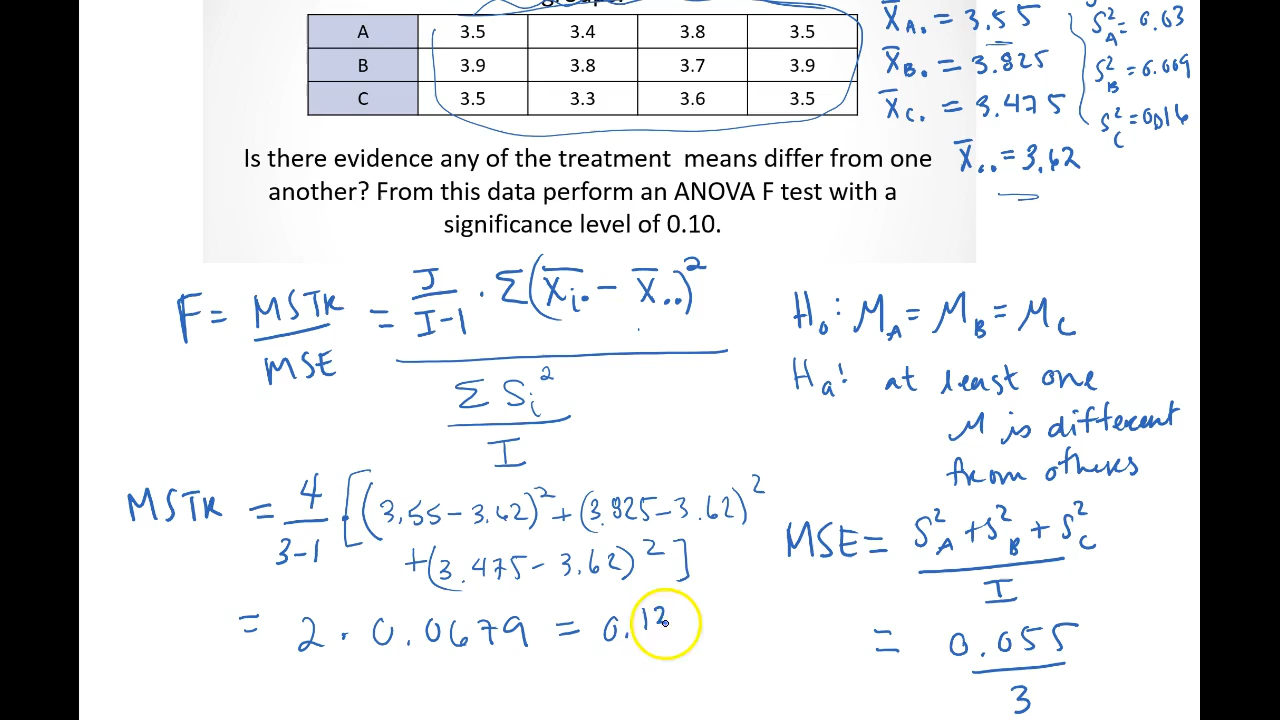 A 3.5 3.4 3.8 3.5
B 3.9 3.8 3.7 3.9
C 3.5 3.3 3.6 3.5
X̄A. = 3.55
X̄B. = 3.825
X̄C. = 3.475
X̄.. = 3.62
S²A = 0.03
S²B = 0.009
S²C = 0.016
Is there evidence any of the treatment means differ from one
another? From this data perform an ANOVA F test with a
significance level of 0.10.
F = MSTR/MSE = (J/(I-1) · Σ(X̄i. − X̄..)²) / (ΣSi²/I)
H₀: μA = μB = μC
Ha: at least one
μ is different
from others
MSTR = 4/(3-1) [(3.55 − 3.62)² + (3.825 − 3.62)²
+ (3.475 − 3.62)²]
= 2 · 0.0679 = 0.12
MSE = (S²A + S²B + S²C)/I
= 0.055/3